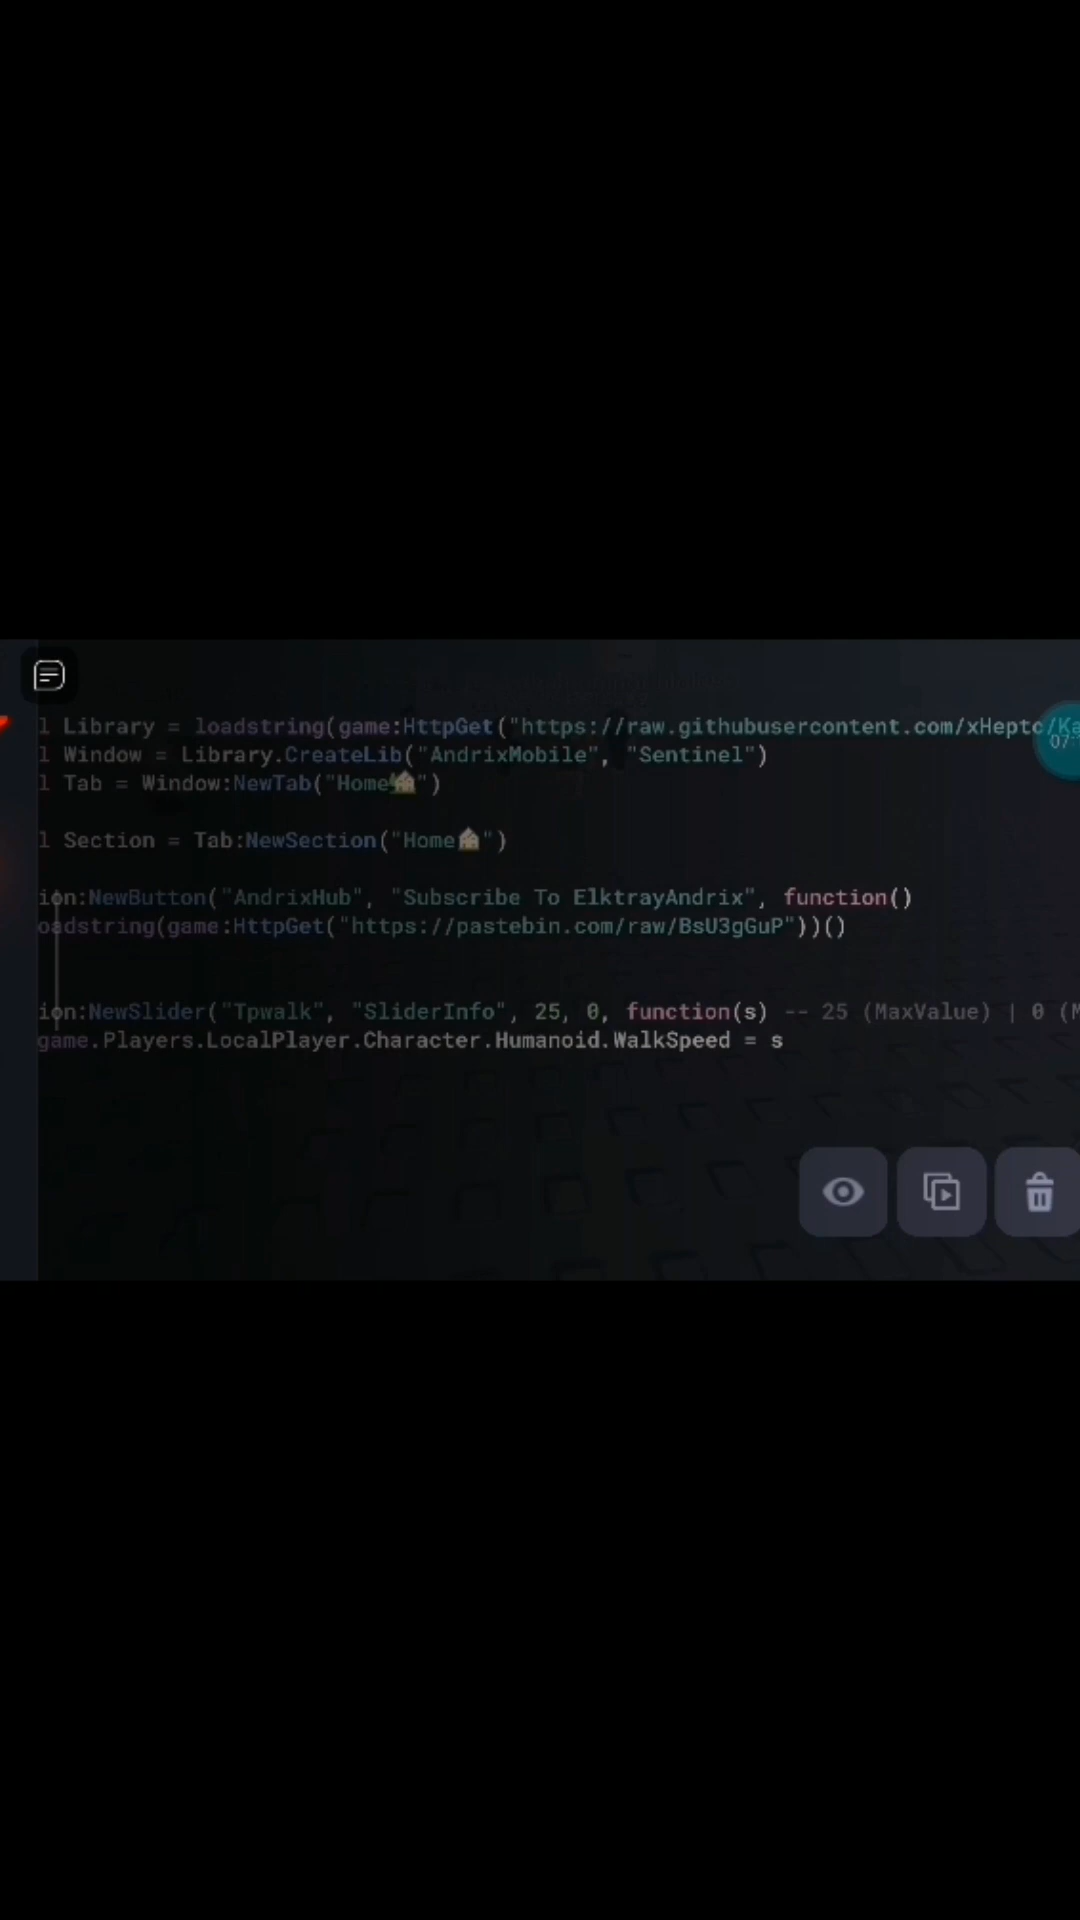 l Library = loadstring(game:HttpGet("https://raw.githubusercontent.com/xHeptc/Ka
07:
l Window = Library.CreateLib("AndrixMobile", "Sentinel")
l Tab = Window:NewTab("Home🏠")
l Section = Tab:NewSection("Home🏠")
ion:NewButton("AndrixHub", "Subscribe To ElktrayAndrix", function()
oadstring(game:HttpGet("https://pastebin.com/raw/BsU3gGuP"))()
ion:NewSlider("Tpwalk", "SliderInfo", 25, 0, function(s) -- 25 (MaxValue) | 0 (M
game.Players.LocalPlayer.Character.Humanoid.WalkSpeed = s